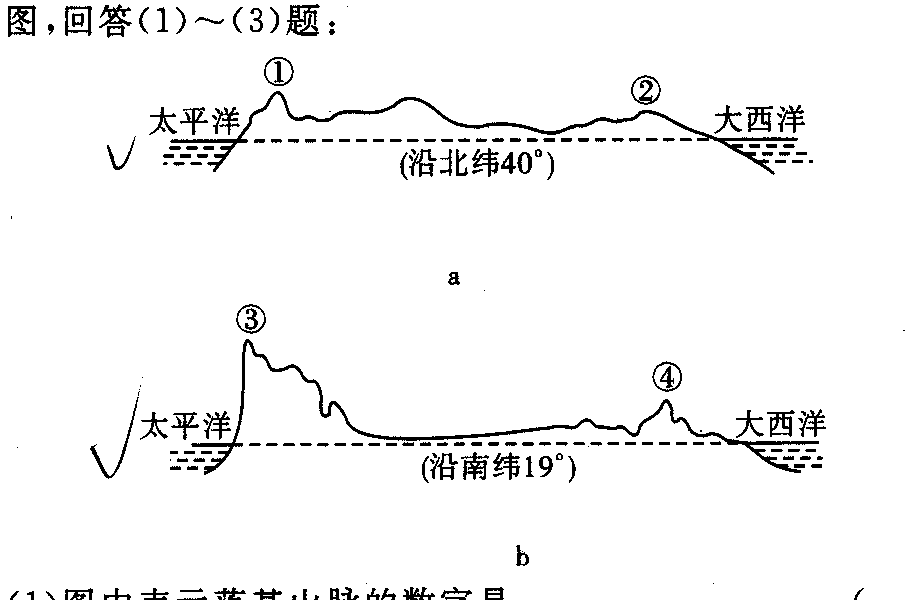 图,回答(1)~(3)题:
①
②
太平洋
大西洋
(沿北纬40°)
a
③
④
太平洋
大西洋
(沿南纬19°)
b